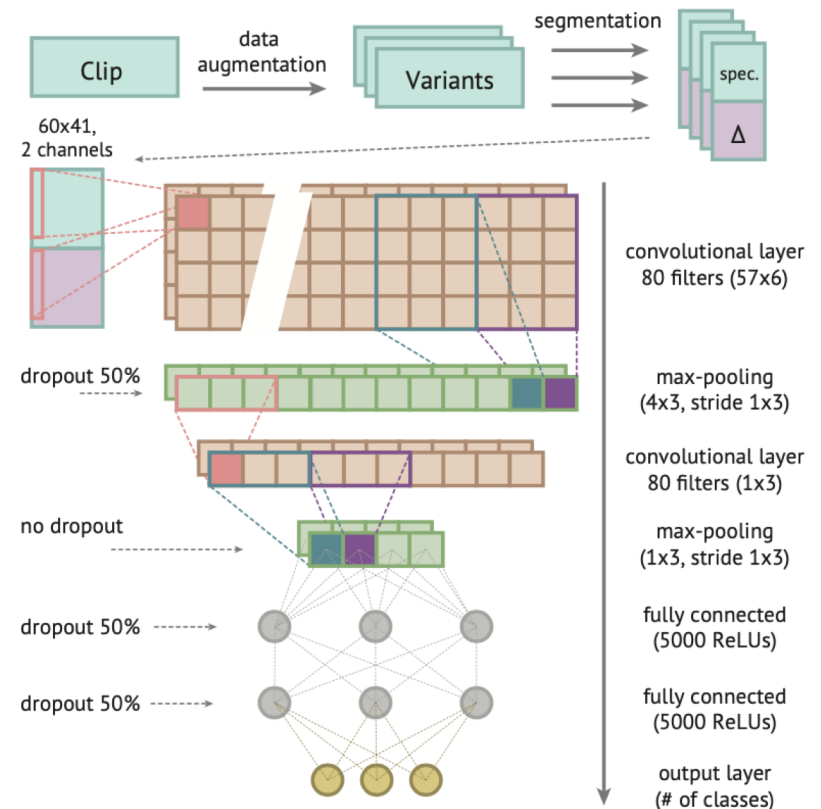 Clip
data
augmentation
Variants
segmentation
spec.
Δ
60x41,
2 channels
convolutional layer
80 filters (57x6)
dropout 50%
max-pooling
(4x3, stride 1x3)
convolutional layer
80 filters (1x3)
no dropout
max-pooling
(1x3, stride 1x3)
dropout 50%
fully connected
(5000 ReLUs)
dropout 50%
fully connected
(5000 ReLUs)
output layer
(# of classes)